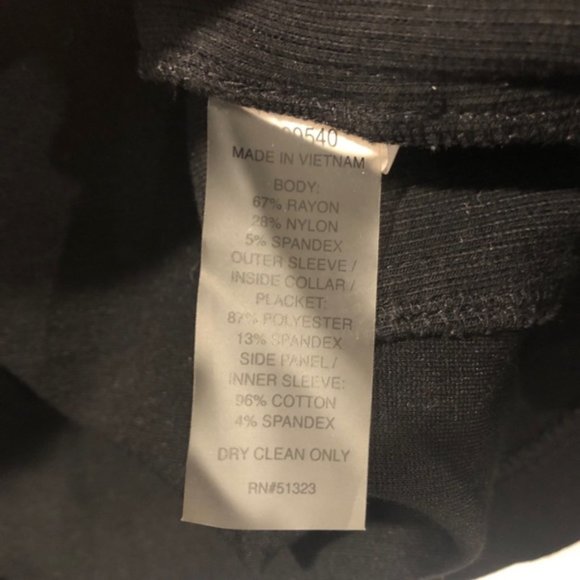 MADE IN VIETNAM
BODY:
67% RAYON
28% NYLON
5% SPANDEX
OUTER SLEEVE /
INSIDE COLLAR /
PLACKET:
87% POLYESTER
13% SPANDEX
SIDE PANEL /
INNER SLEEVE:
96% COTTON
4% SPANDEX
DRY CLEAN ONLY
RN#51323